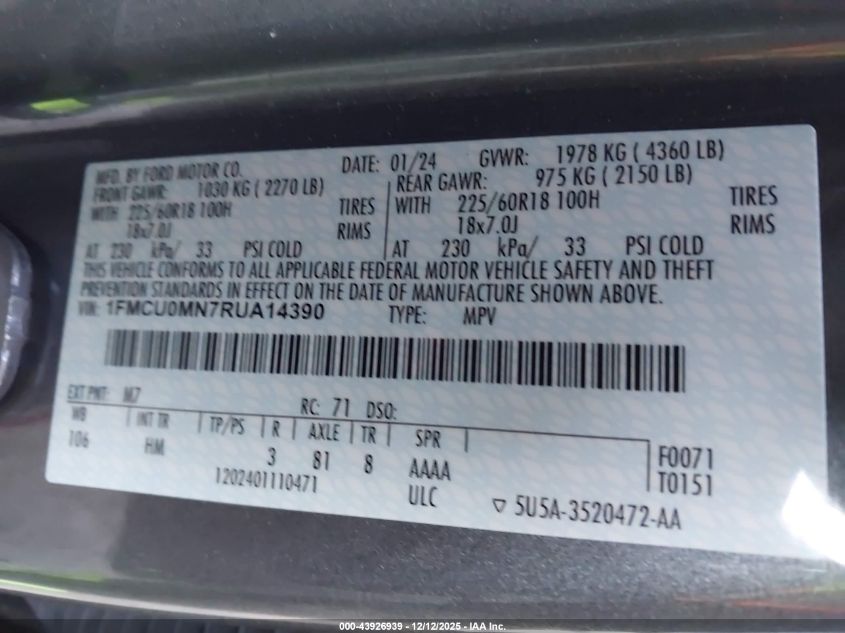 MFD. BY FORD MOTOR CO. DATE: 01/24 GVWR: 1978 KG ( 4360 LB)
FRONT GAWR: 1030 KG ( 2270 LB) REAR GAWR: 975 KG ( 2150 LB)
WITH 225/60R18 100H TIRES WITH 225/60R18 100H TIRES
18x7.0J RIMS 18x7.0J RIMS
AT 230 kPa/ 33 PSI COLD AT 230 kPa/ 33 PSI COLD
THIS VEHICLE CONFORMS TO ALL APPLICABLE FEDERAL MOTOR VEHICLE SAFETY AND THEFT
PREVENTION STANDARDS IN EFFECT ON THE DATE OF MANUFACTURE SHOWN ABOVE.
VIN: 1FMCU0MN7RUA14390 TYPE: MPV
EXT PNT: M7 RC: 71 DSO:
WB INT TR TP/PS R AXLE TR SPR
106 HM 3 81 8 AAAA
F0071
T0151
1202401110471 ULC
▽ 5U5A-3520472-AA
000-43926939 - 12/12/2025 - IAA Inc.